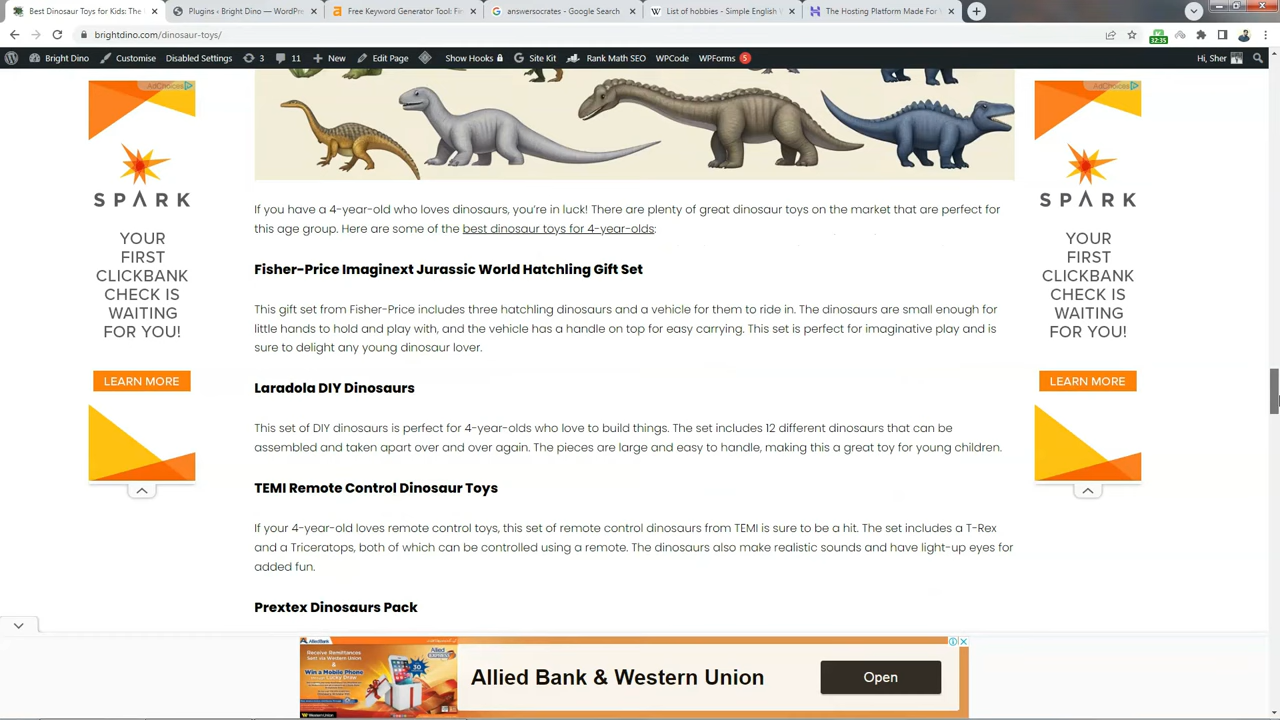 Best Dinosaur Toys for Kids: The
Plugins ‹ Bright Dino — WordPre
Free Keyword Generator Tool: Fi
answersocrates - Google Search
List of hobbies - Simple English W
The Hosting Platform Made For
brightdino.com/dinosaur-toys/
32:35
Bright Dino
Customise
Disabled Settings
3
11
New
Edit Page
Show Hooks
Site Kit
Rank Math SEO
WPCode
WPForms
5
Hi, Sher
AdChoices
SPARK
YOUR
FIRST
CLICKBANK
CHECK IS
WAITING
FOR YOU!
LEARN MORE
If you have a 4-year-old who loves dinosaurs, you're in luck! There are plenty of great dinosaur toys on the market that are perfect for
this age group. Here are some of the best dinosaur toys for 4-year-olds:
Fisher-Price Imaginext Jurassic World Hatchling Gift Set
This gift set from Fisher-Price includes three hatchling dinosaurs and a vehicle for them to ride in. The dinosaurs are small enough for
little hands to hold and play with, and the vehicle has a handle on top for easy carrying. This set is perfect for imaginative play and is
sure to delight any young dinosaur lover.
Laradola DIY Dinosaurs
This set of DIY dinosaurs is perfect for 4-year-olds who love to build things. The set includes 12 different dinosaurs that can be
assembled and taken apart over and over again. The pieces are large and easy to handle, making this a great toy for young children.
TEMI Remote Control Dinosaur Toys
If your 4-year-old loves remote control toys, this set of remote control dinosaurs from TEMI is sure to be a hit. The set includes a T-Rex
and a Triceratops, both of which can be controlled using a remote. The dinosaurs also make realistic sounds and have light-up eyes for
added fun.
Prextex Dinosaurs Pack
AdChoices
SPARK
YOUR
FIRST
CLICKBANK
CHECK IS
WAITING
FOR YOU!
LEARN MORE
AlliedBank
Receive Remittances
Win a Mobile Phone
30
Western Union
Allied Bank & Western Union
Open